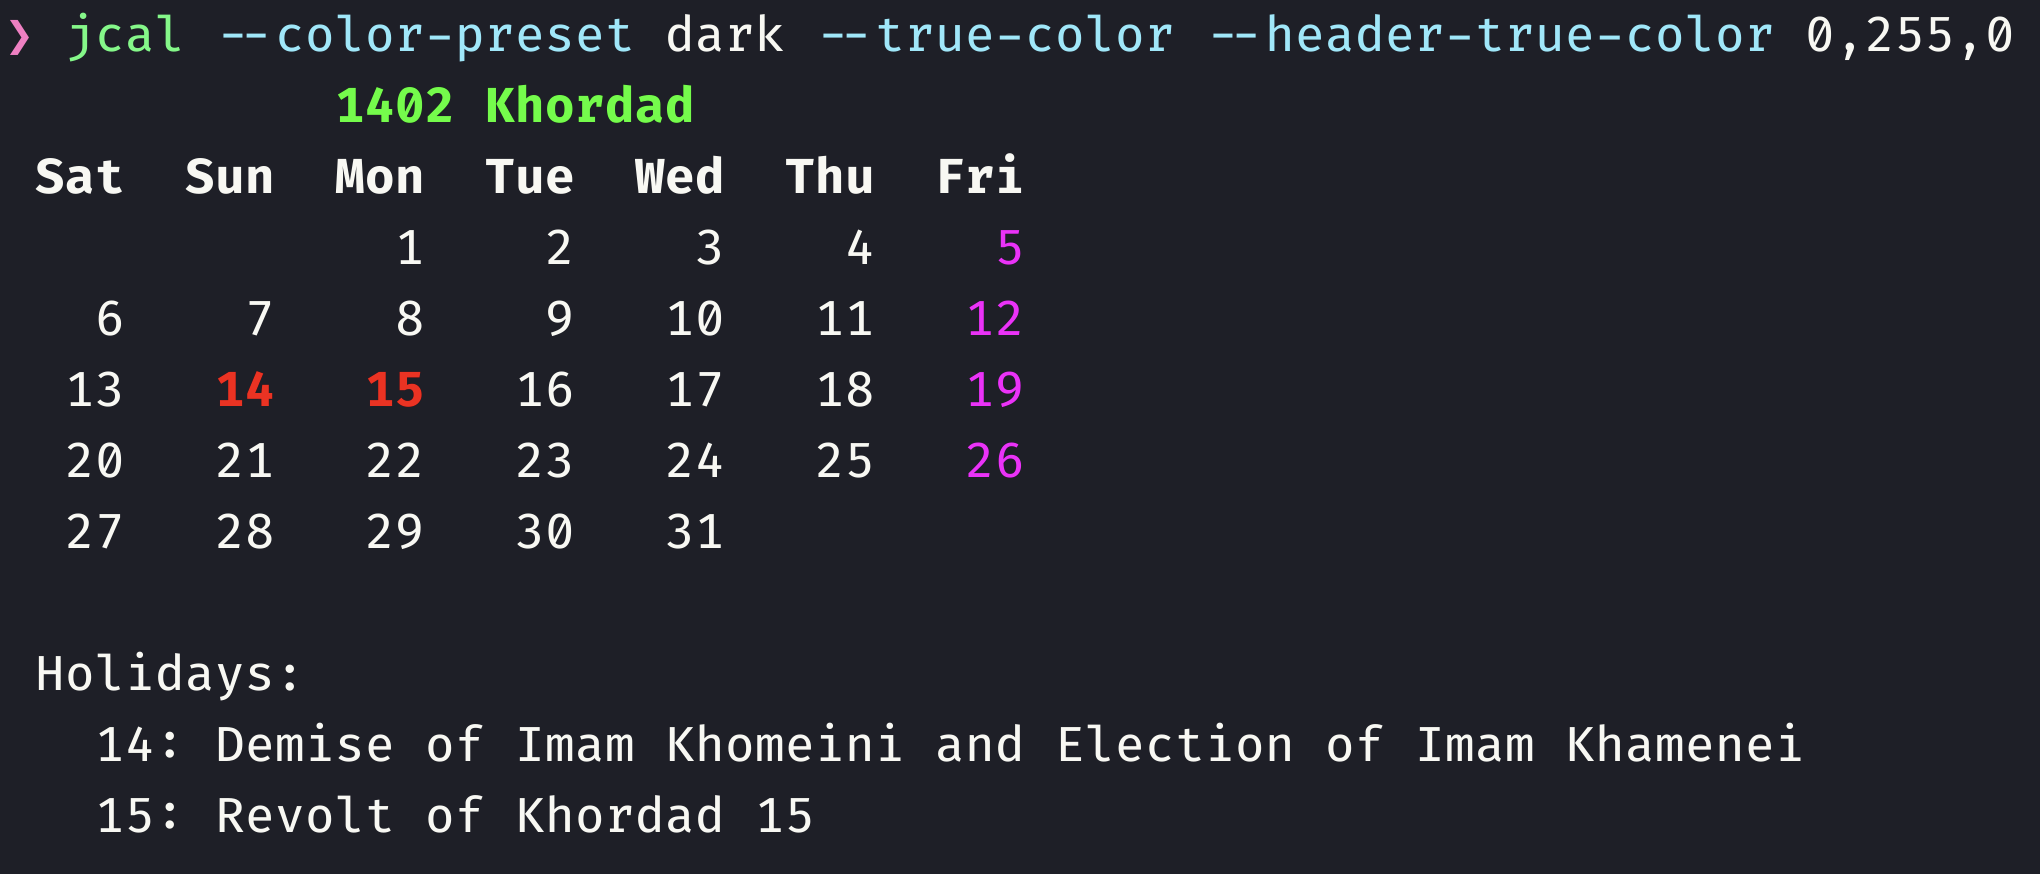 ❯ jcal --color-preset dark --true-color --header-true-color 0,255,0
1402 Khordad
Sat Sun Mon Tue Wed Thu Fri
1 2 3 4 5
6 7 8 9 10 11 12
13 14 15 16 17 18 19
20 21 22 23 24 25 26
27 28 29 30 31
Holidays:
14: Demise of Imam Khomeini and Election of Imam Khamenei
15: Revolt of Khordad 15